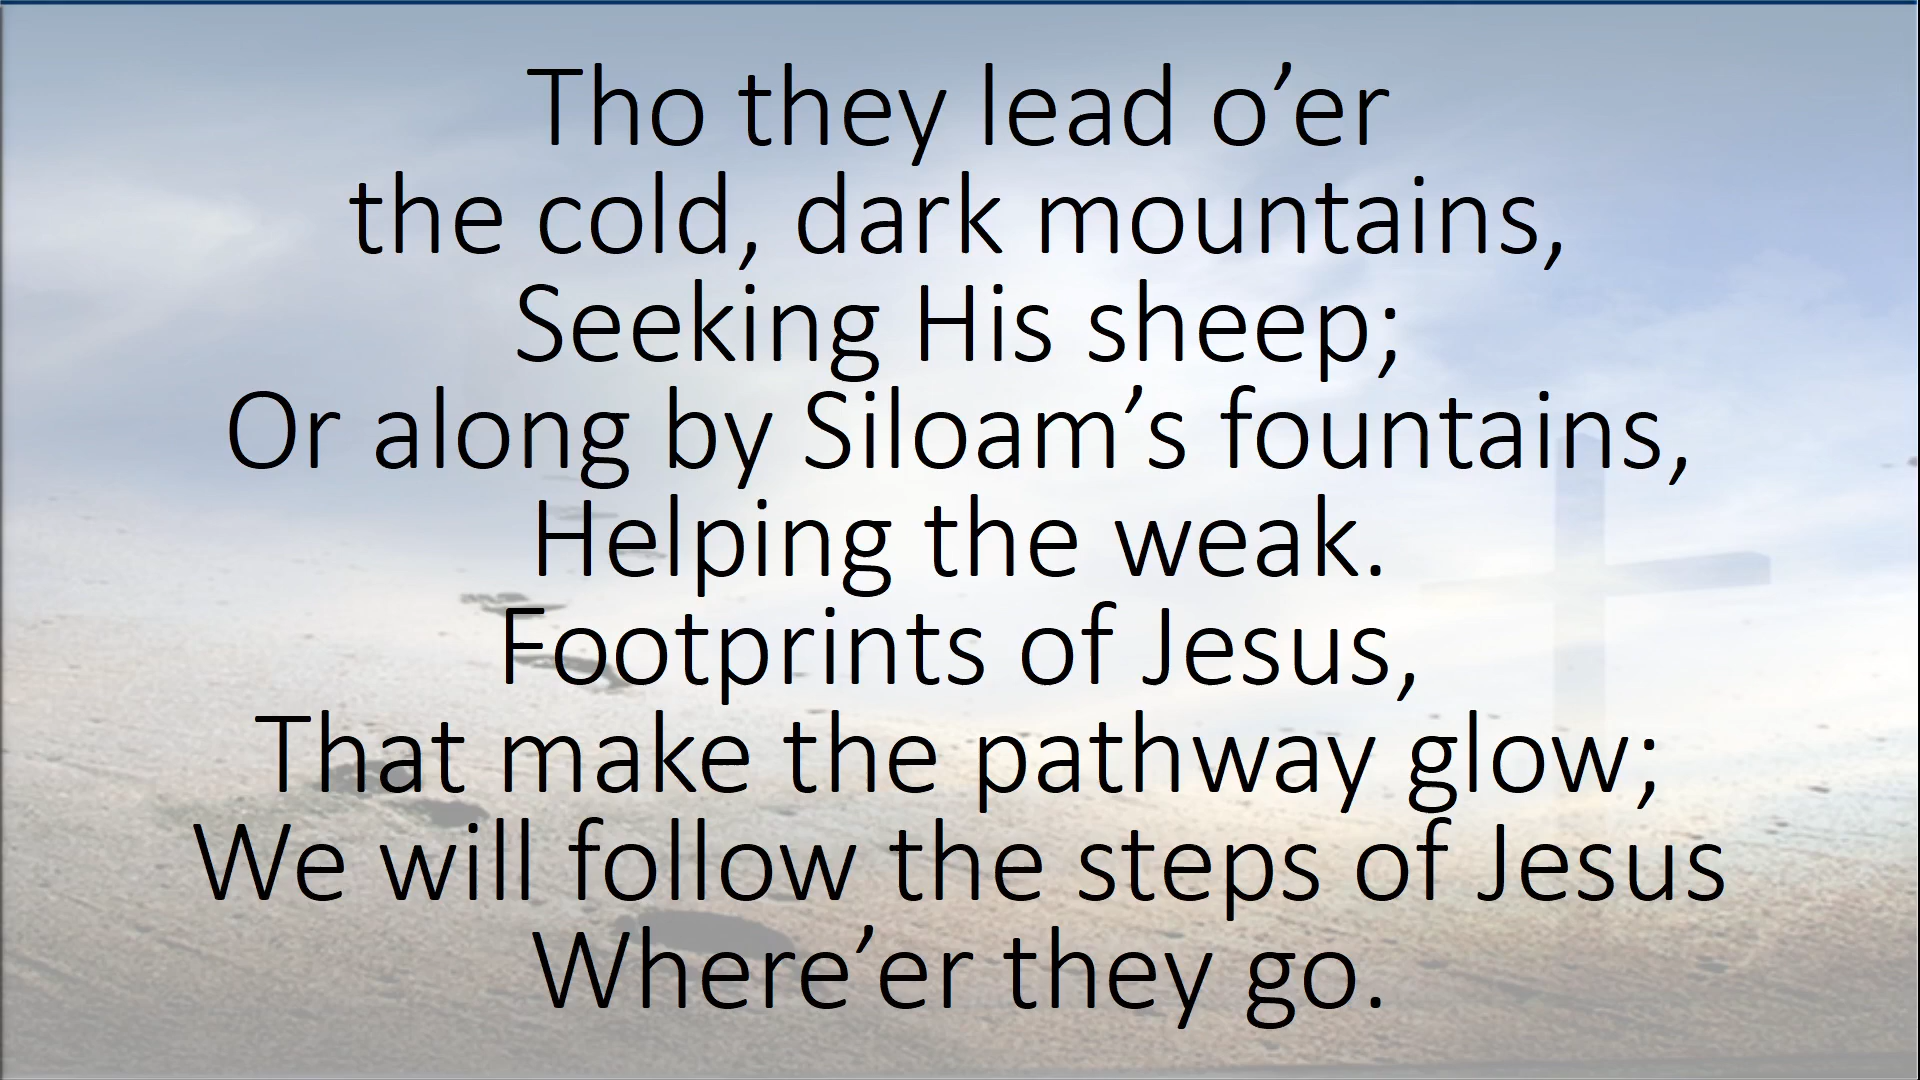 Tho they lead o’er
the cold, dark mountains,
Seeking His sheep;
Or along by Siloam’s fountains,
Helping the weak.
Footprints of Jesus,
That make the pathway glow;
We will follow the steps of Jesus
Where’er they go.